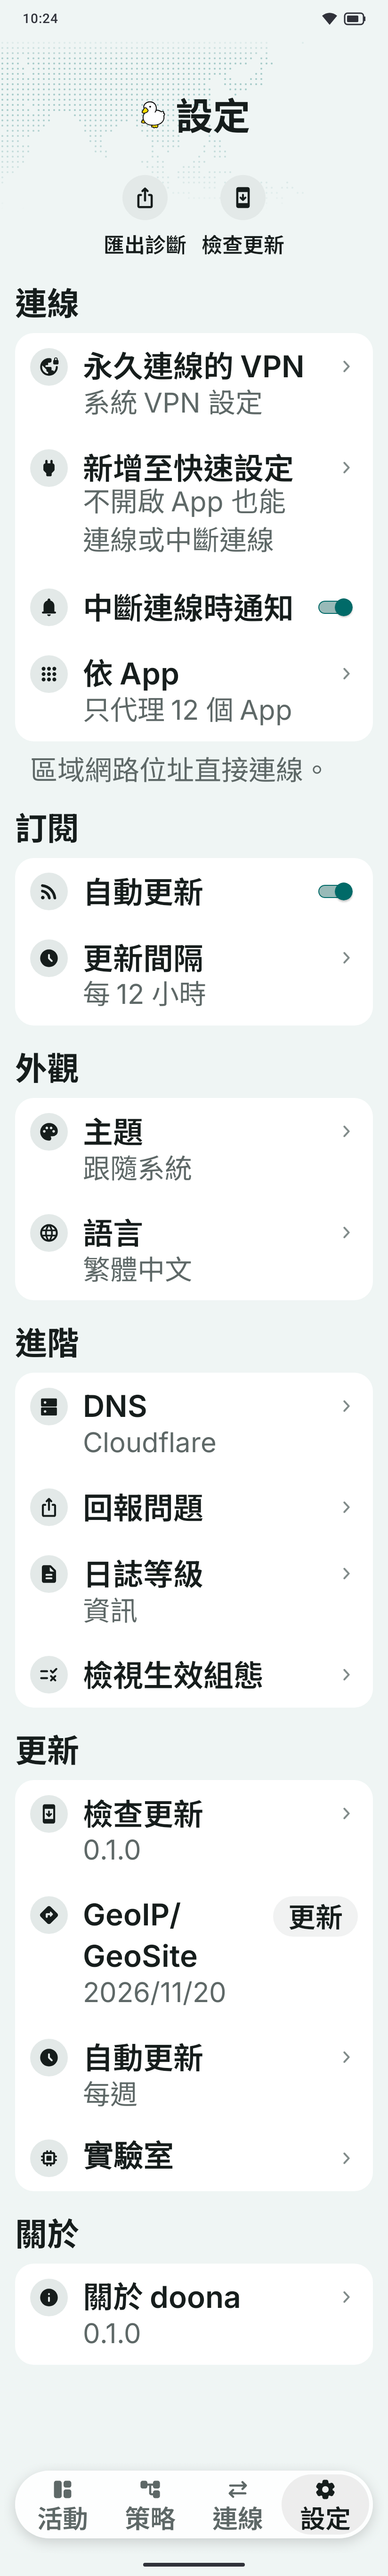 10:24
設定
匯出診斷
檢查更新
連線
永久連線的 VPN
系統 VPN 設定
新增至快速設定
不開啟 App 也能
連線或中斷連線
中斷連線時通知
依 App
只代理 12 個 App
區域網路位址直接連線。
訂閱
自動更新
更新間隔
每 12 小時
外觀
主題
跟隨系統
語言
繁體中文
進階
DNS
Cloudflare
回報問題
日誌等級
資訊
檢視生效組態
更新
檢查更新
0.1.0
GeoIP/
GeoSite
更新
2026/11/20
自動更新
每週
實驗室
關於
關於 doona
0.1.0
活動
策略
連線
設定